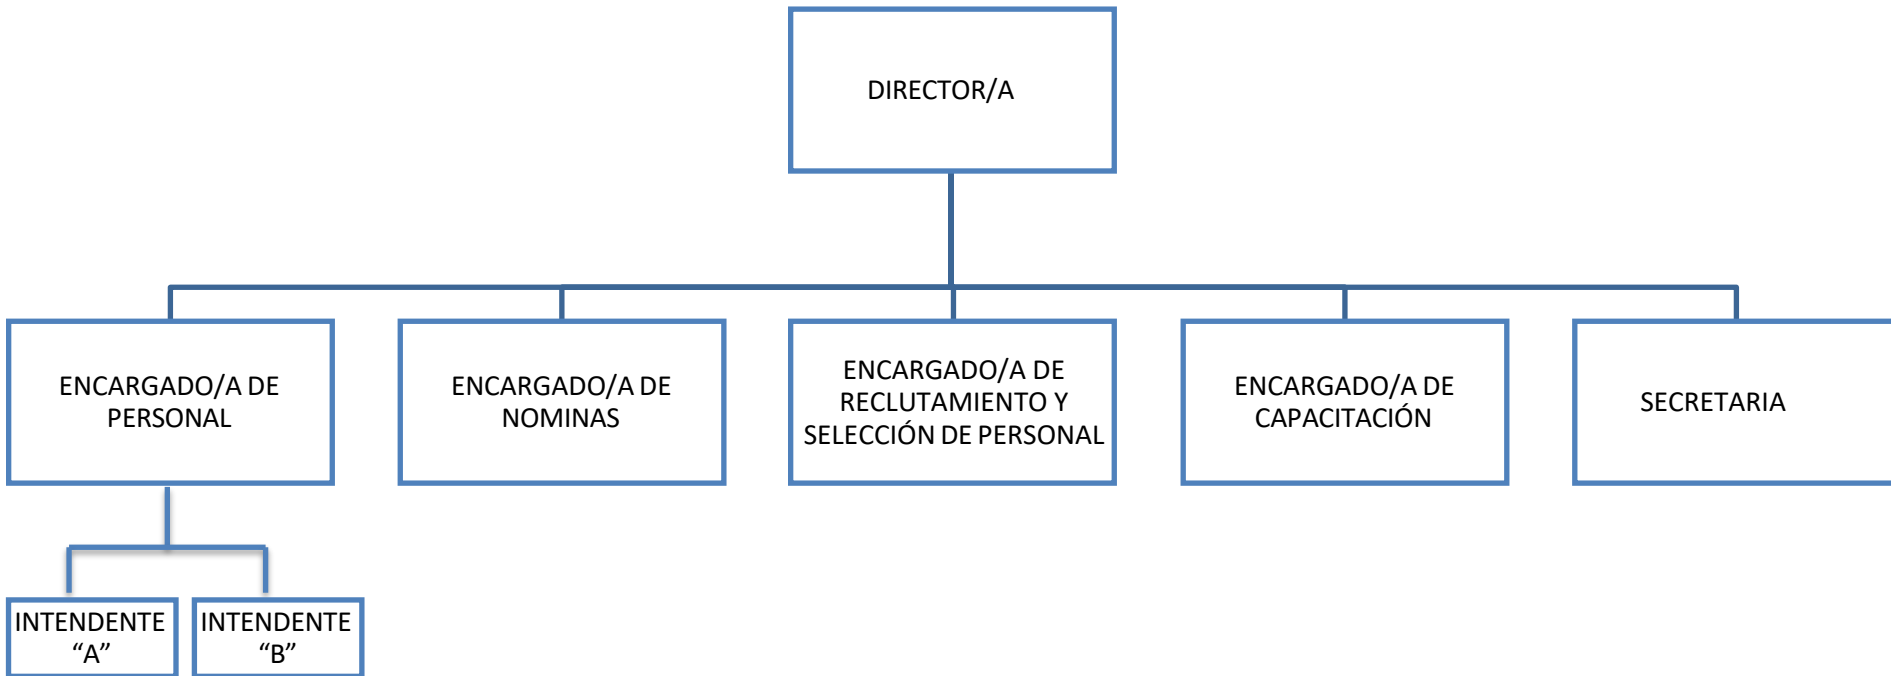 DIRECTOR/A
ENCARGADO/A DE
PERSONAL
ENCARGADO/A DE
NOMINAS
ENCARGADO/A DE
RECLUTAMIENTO Y
SELECCIÓN DE PERSONAL
ENCARGADO/A DE
CAPACITACIÓN
SECRETARIA
INTENDENTE
“A”
INTENDENTE
“B”